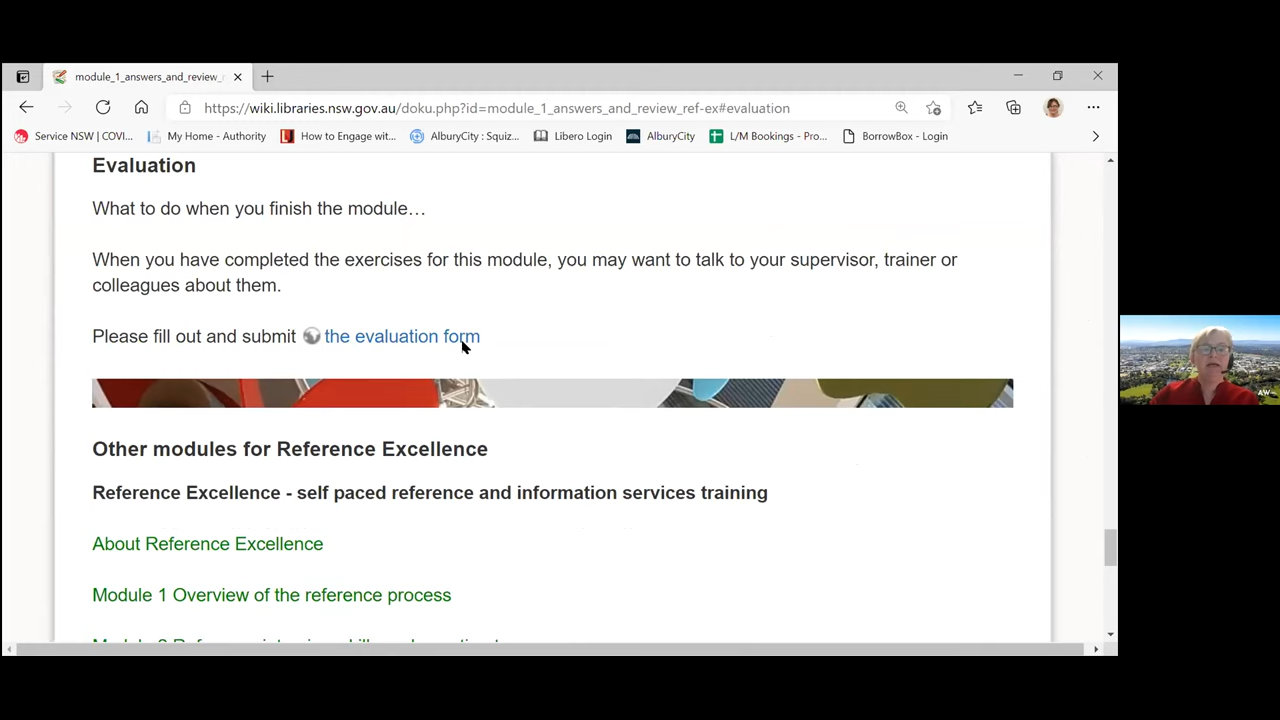 module_1_answers_and_review_r
https://wiki.libraries.nsw.gov.au/doku.php?id=module_1_answers_and_review_ref-ex#evaluation
Service NSW (COVI... My Home - Authority How to Engage wit... AlburyCity : Squiz... Libero Login AlburyCity L/M Bookings - Pro... BorrowBox - Login
Evaluation
What to do when you finish the module…
When you have completed the exercises for this module, you may want to talk to your supervisor, trainer or
colleagues about them.
Please fill out and submit the evaluation form
Other modules for Reference Excellence
Reference Excellence - self paced reference and information services training
About Reference Excellence
Module 1 Overview of the reference process
AW